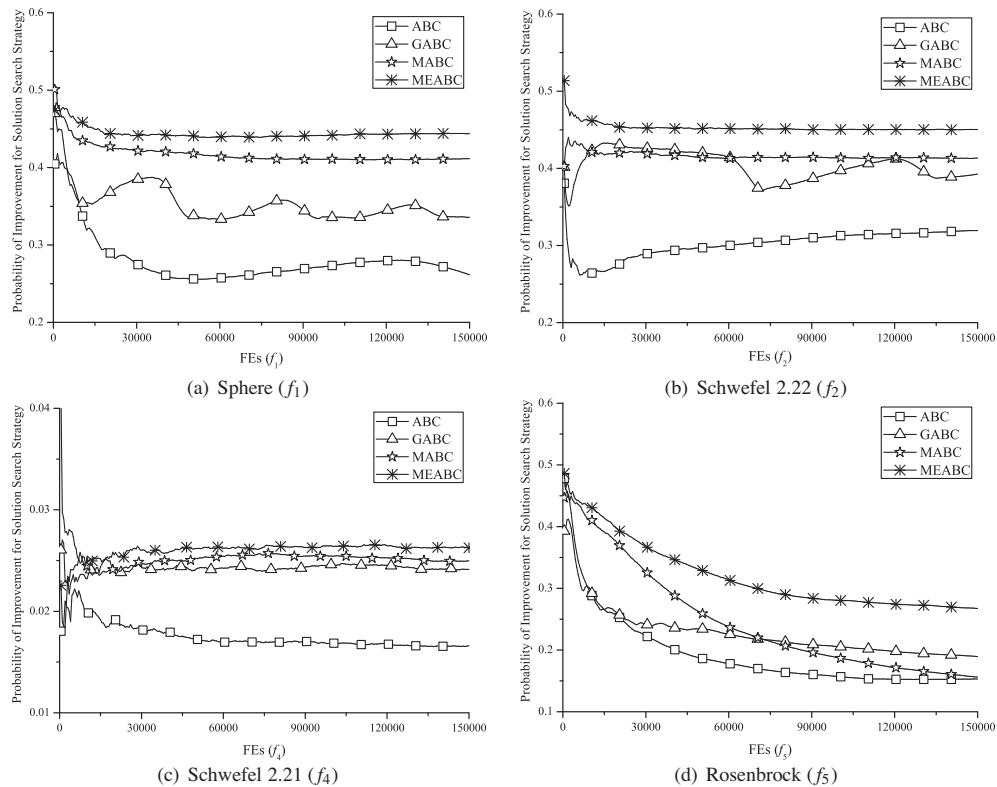 Probability of Improvement for Solution Search Strategy
0.6
0.5
0.4
0.3
0.2
ABC
GABC
MABC
MEABC
0 30000 60000 90000 120000 150000
FEs (f1)
(a) Sphere (f1)
Probability of Improvement for Solution Search Strategy
0.6
0.5
0.4
0.3
0.2
ABC
GABC
MABC
MEABC
0 30000 60000 90000 120000 150000
FEs (f2)
(b) Schwefel 2.22 (f2)
Probability of Improvement for Solution Search Strategy
0.04
0.03
0.02
0.01
ABC
GABC
MABC
MEABC
0 30000 60000 90000 120000 150000
FEs (f4)
(c) Schwefel 2.21 (f4)
Probability of Improvement for Solution Search Strategy
0.6
0.5
0.4
0.3
0.2
0.1
ABC
GABC
MABC
MEABC
0 30000 60000 90000 120000 150000
FEs (f5)
(d) Rosenbrock (f5)